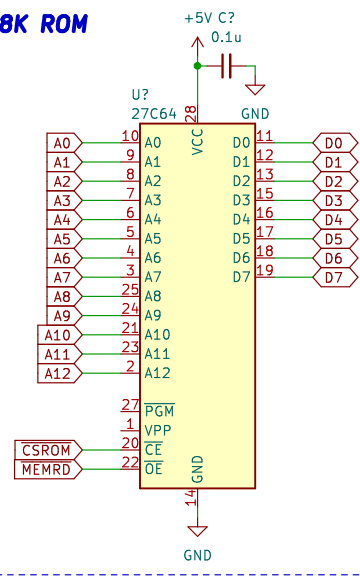 8K ROM
+5V C?
0.1u
U?
27C64 GND
28
VCC
A0 10 A0 D0 11 D0
A1 9 A1 D1 12 D1
A2 8 A2 D2 13 D2
A3 7 A3 D3 15 D3
A4 6 A4 D4 16 D4
A5 5 A5 D5 17 D5
A6 4 A6 D6 18 D6
A7 3 A7 D7 19 D7
A8 25 A8
A9 24 A9
A10 21 A10
A11 23 A11
A12 2 A12
27 PGM
1 VPP
CSROM 20 CE
MEMRD 22 OE
GND
14
GND